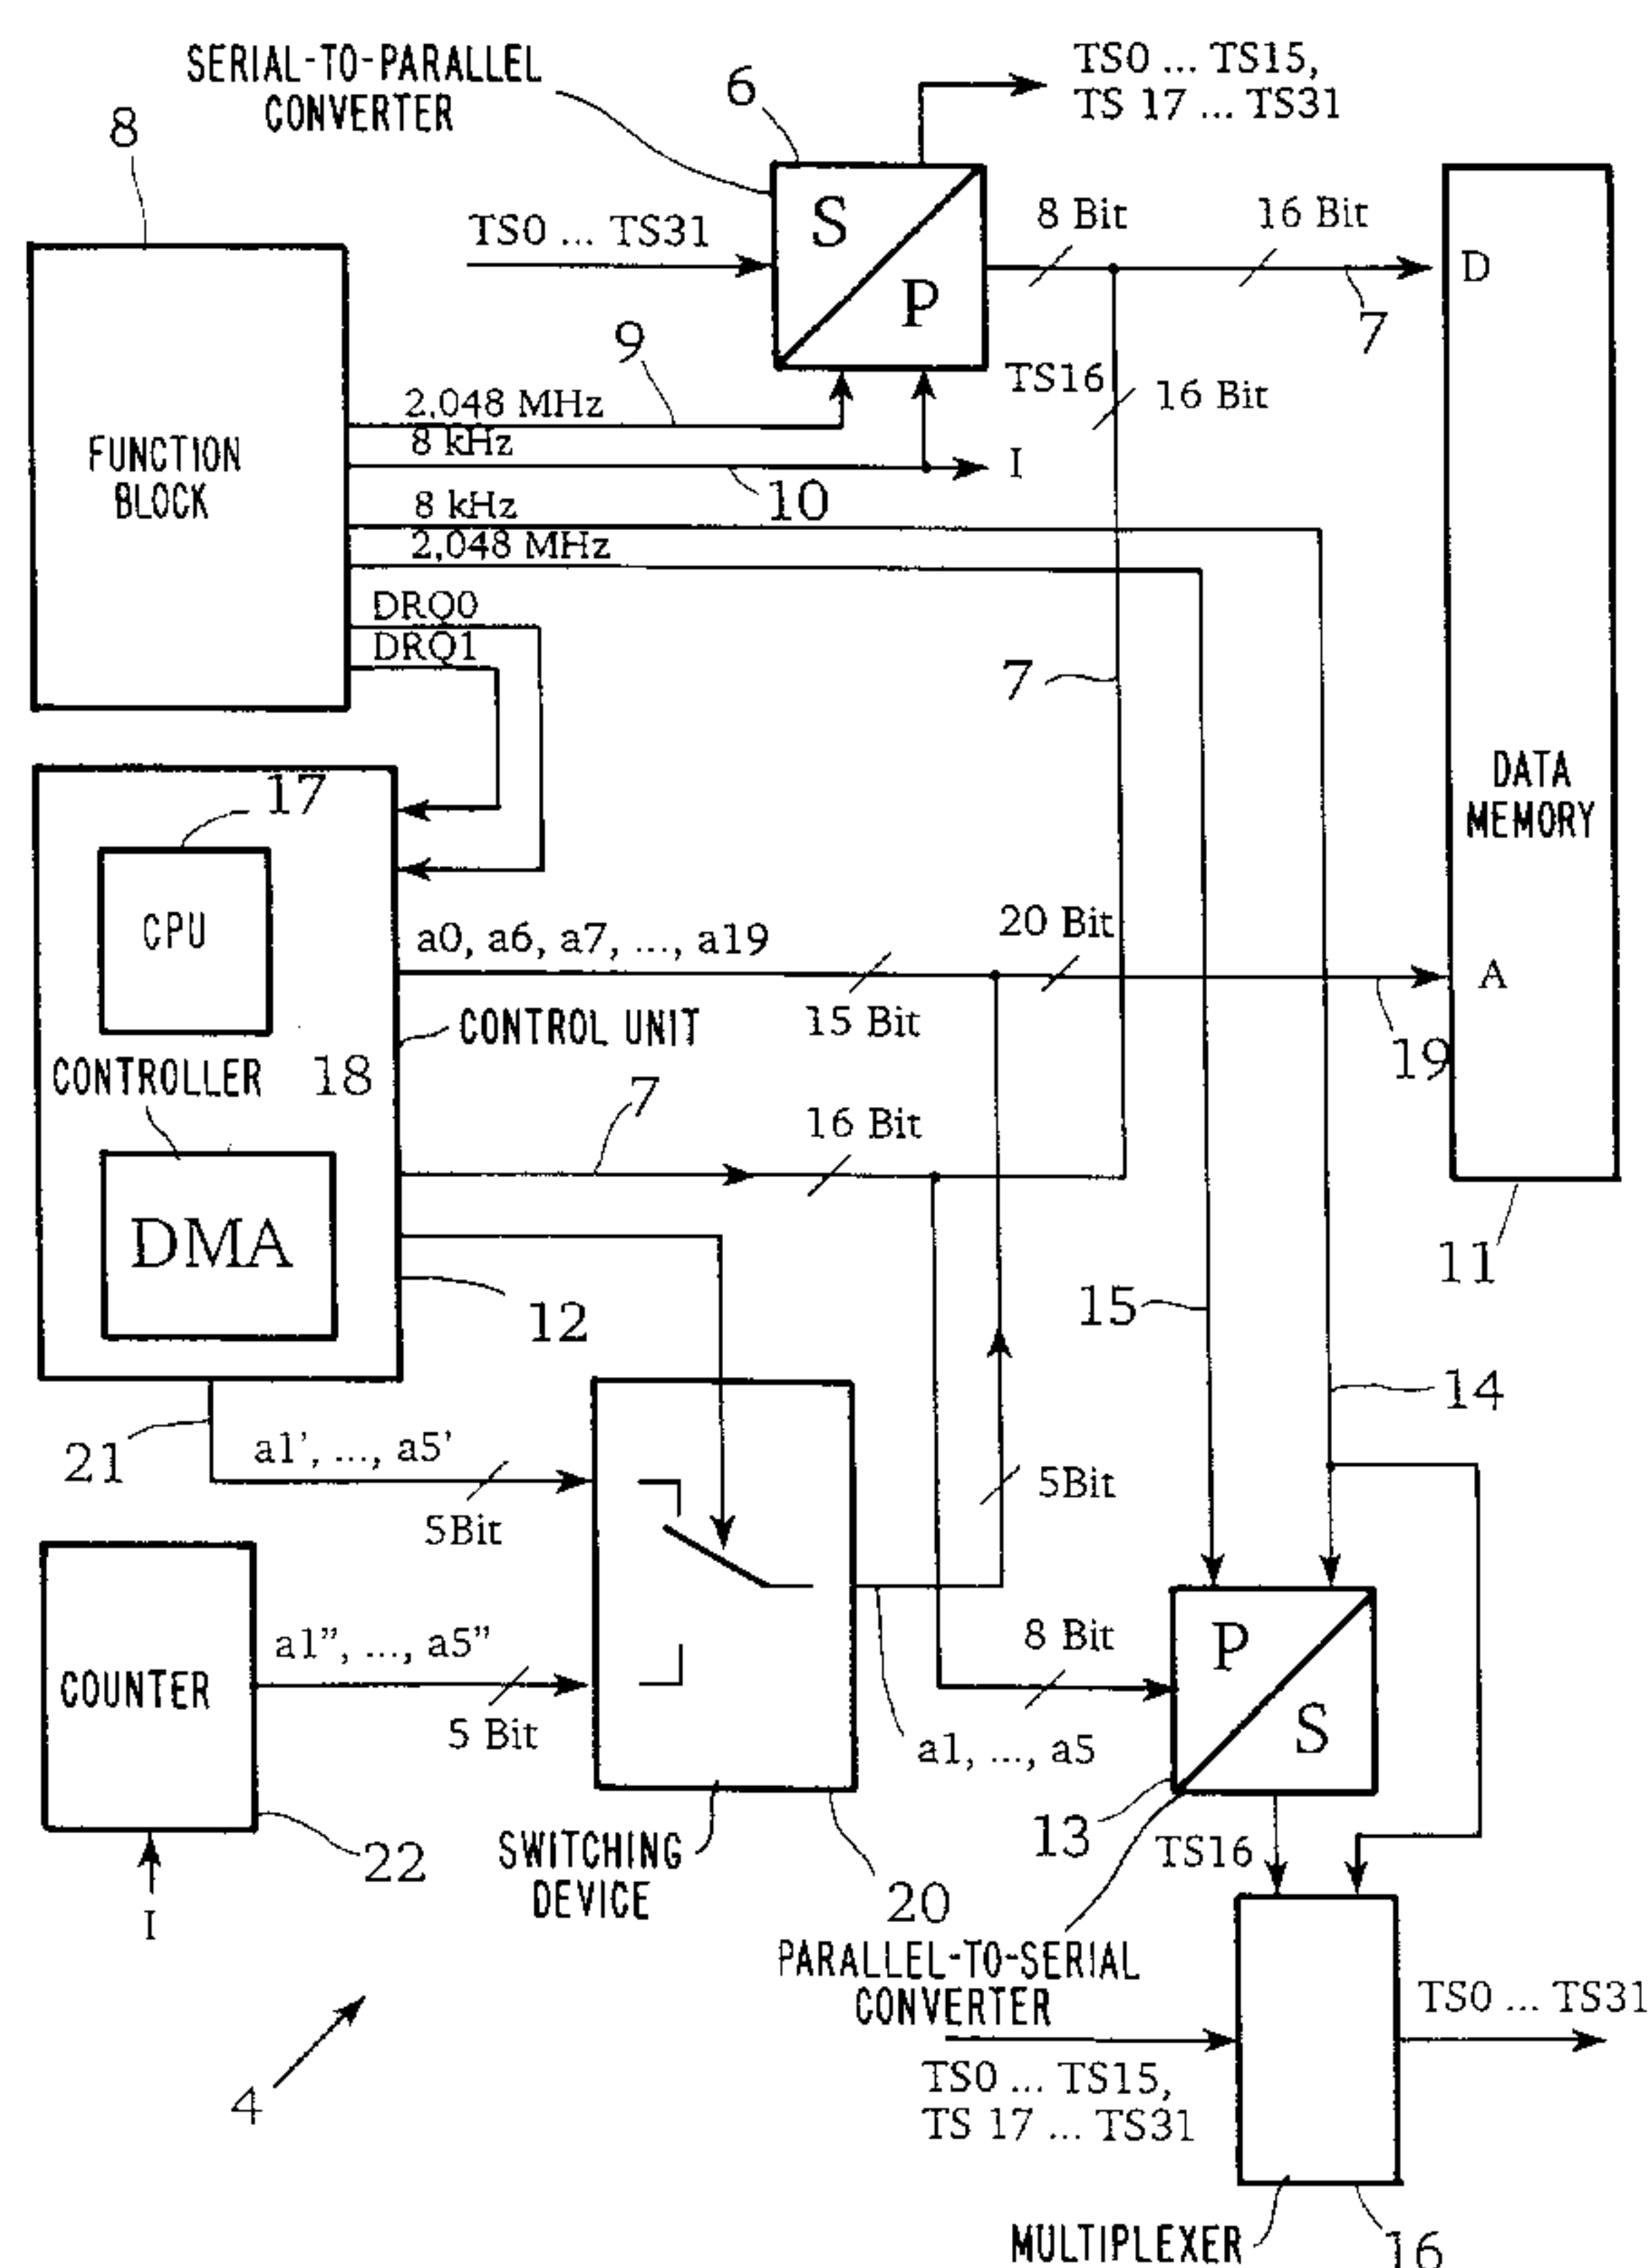 SERIAL-TO-PARALLEL
CONVERTER
6
TS0 ... TS15,
TS 17 ... TS31
8
S
P
TS0 ... TS31
8 Bit
16 Bit
D
7
9
TS16
16 Bit
2,048 MHz
8 kHz
I
10
FUNCTION
BLOCK
8 kHz
2,048 MHz
DRQ0
DRQ1
7
DATA
MEMORY
17
CPU
a0, a6, a7, ..., a19
20 Bit
A
15 Bit
CONTROL UNIT
19
CONTROLLER
18
7
16 Bit
DMA
11
12
15
14
21
a1', ..., a5'
5Bit
5Bit
COUNTER
a1", ..., a5"
5 Bit
8 Bit
P
S
a1, ..., a5
13
22
I
SWITCHING
DEVICE
20
TS16
PARALLEL-TO-SERIAL
CONVERTER
TS0 ... TS31
4
TS0 ... TS15,
TS 17 ... TS31
MULTIPLEXER
16